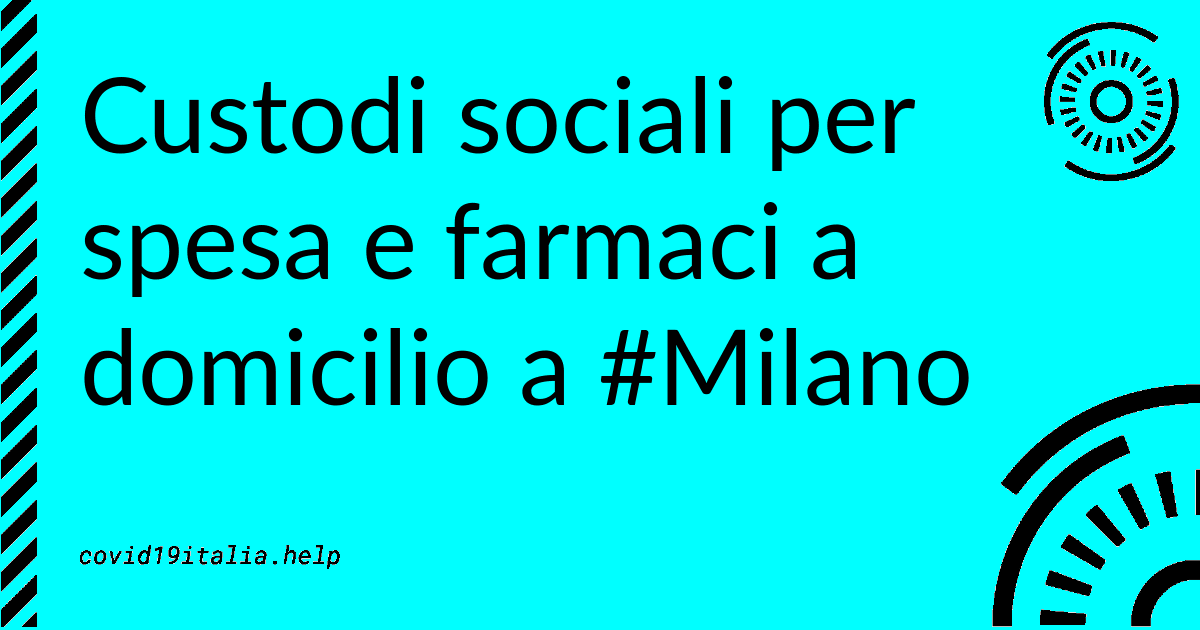 Custodi sociali per
spesa e farmaci a
domicilio a #Milano
covid19italia.help